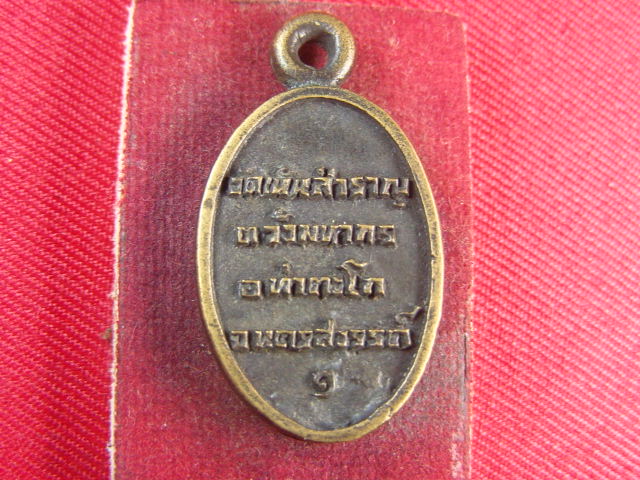 วัดเนินสำราญ
ต.วังมหากร
อ.ท่าตะโก
จ.นครสวรรค์
๑